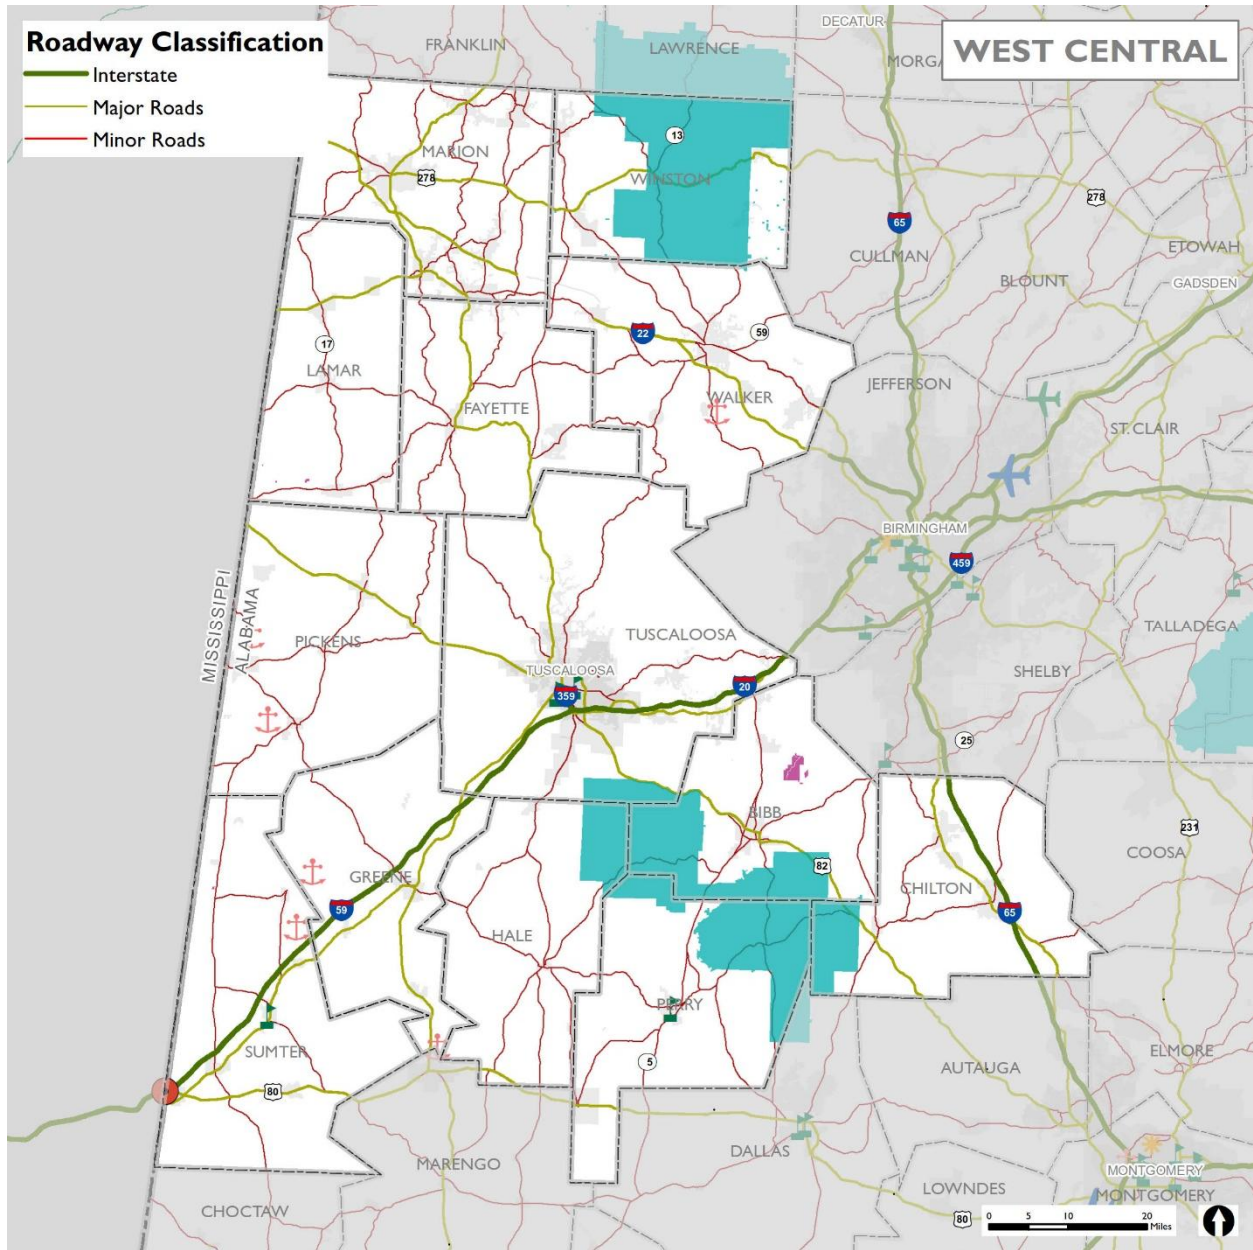 Roadway Classification
Interstate
Major Roads
Minor Roads
WEST CENTRAL
DECATUR
FRANKLIN
LAWRENCE
MORGA
13
MARION
278
WINSTON
278
65
CULLMAN
ETOWAH
BLOUNT
GADSDEN
22
59
17
LAMAR
JEFFERSON
WALKER
FAYETTE
ST. CLAIR
BIRMINGHAM
459
MISSISSIPPI
ALABAMA
PICKENS
TUSCALOOSA
TALLADEGA
TUSCALOOSA
SHELBY
359
20
25
BIBB
231
COOSA
82
GREENE
CHILTON
59
65
HALE
PERRY
SUMTER
ELMORE
5
AUTAUGA
80
DALLAS
MARENGO
MONTGOMERY
LOWNDES
MONTGOMERY
CHOCTAW
80
0 5 10 20
Miles